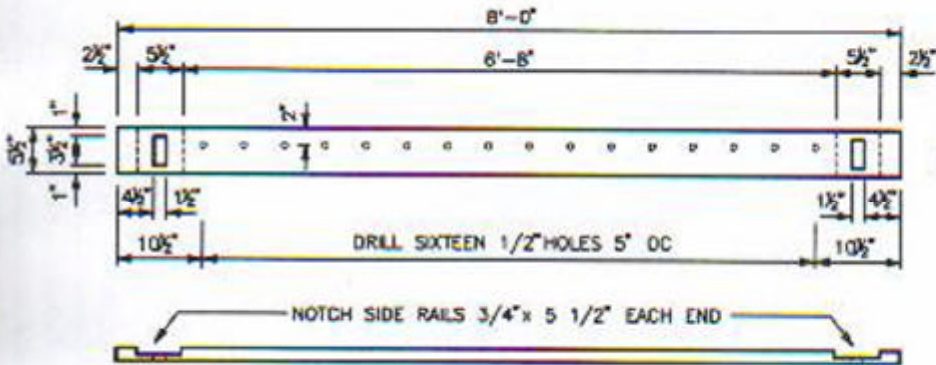 8'-0"
2½" 5½" 6'-8" 5½" 2½"
2"
1"
5½" 3½"
1"
4½" 1½" 1½" 4½"
10½" DRILL SIXTEEN 1/2" HOLES 5" OC 10½"
NOTCH SIDE RAILS 3/4" x 5 1/2" EACH END